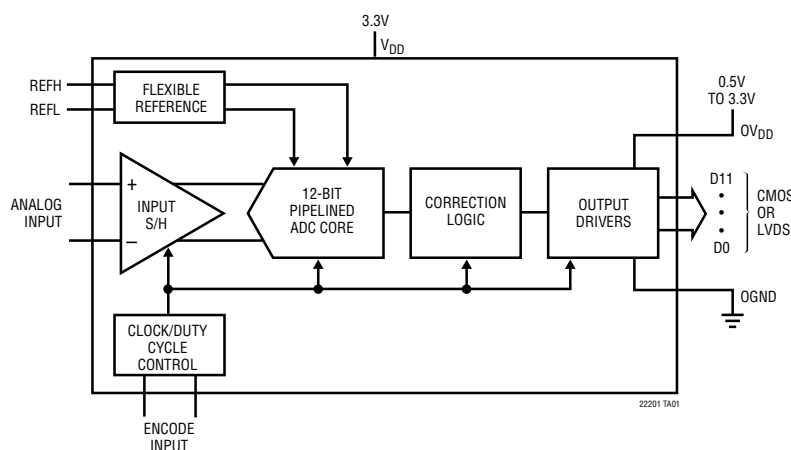 3.3V
VDD
REFH
REFL
FLEXIBLE
REFERENCE
0.5V
TO 3.3V
OVDD
ANALOG
INPUT
+
–
INPUT
S/H
12-BIT
PIPELINED
ADC CORE
CORRECTION
LOGIC
OUTPUT
DRIVERS
D11
•
•
•
D0
CMOS
OR
LVDS
OGND
CLOCK/DUTY
CYCLE
CONTROL
ENCODE
INPUT
22201 TA01